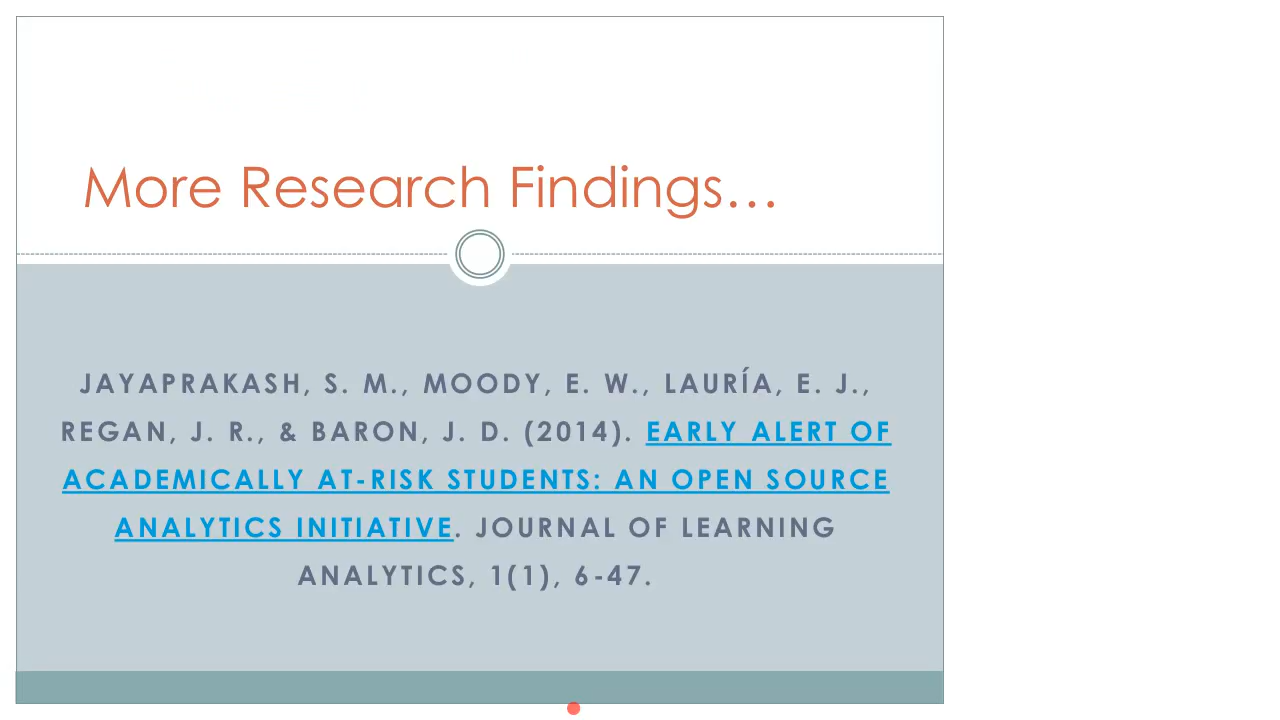 More Research Findings…
JAYAPRAKASH, S. M., MOODY, E. W., LAURÍA, E. J.,
REGAN, J. R., & BARON, J. D. (2014). EARLY ALERT OF
ACADEMICALLY AT-RISK STUDENTS: AN OPEN SOURCE
ANALYTICS INITIATIVE. JOURNAL OF LEARNING
ANALYTICS, 1(1), 6-47.